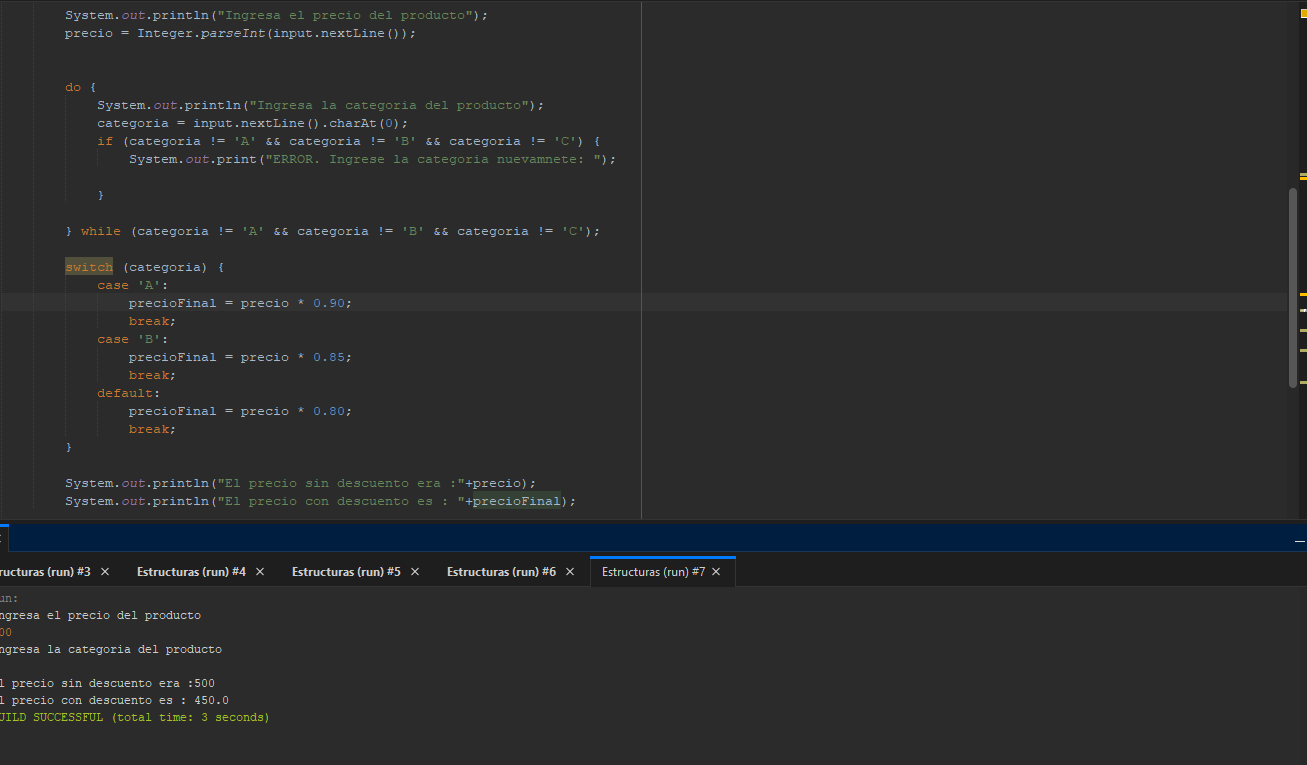 System.out.println("Ingresa el precio del producto");
precio = Integer.parseInt(input.nextLine());
do {
System.out.println("Ingresa la categoria del producto");
categoria = input.nextLine().charAt(0);
if (categoria != 'A' && categoria != 'B' && categoria != 'C') {
System.out.print("ERROR. Ingrese la categoria nuevamnete: ");
}
} while (categoria != 'A' && categoria != 'B' && categoria != 'C');
switch (categoria) {
case 'A':
precioFinal = precio * 0.90;
break;
case 'B':
precioFinal = precio * 0.85;
break;
default:
precioFinal = precio * 0.80;
break;
}
System.out.println("El precio sin descuento era :"+precio);
System.out.println("El precio con descuento es : "+precioFinal);
ructuras (run) #3 × Estructuras (run) #4 × Estructuras (run) #5 × Estructuras (run) #6 × Estructuras (run) #7 ×
un:
ngresa el precio del producto
00
ngresa la categoria del producto
l precio sin descuento era :500
l precio con descuento es : 450.0
UILD SUCCESSFUL (total time: 3 seconds)